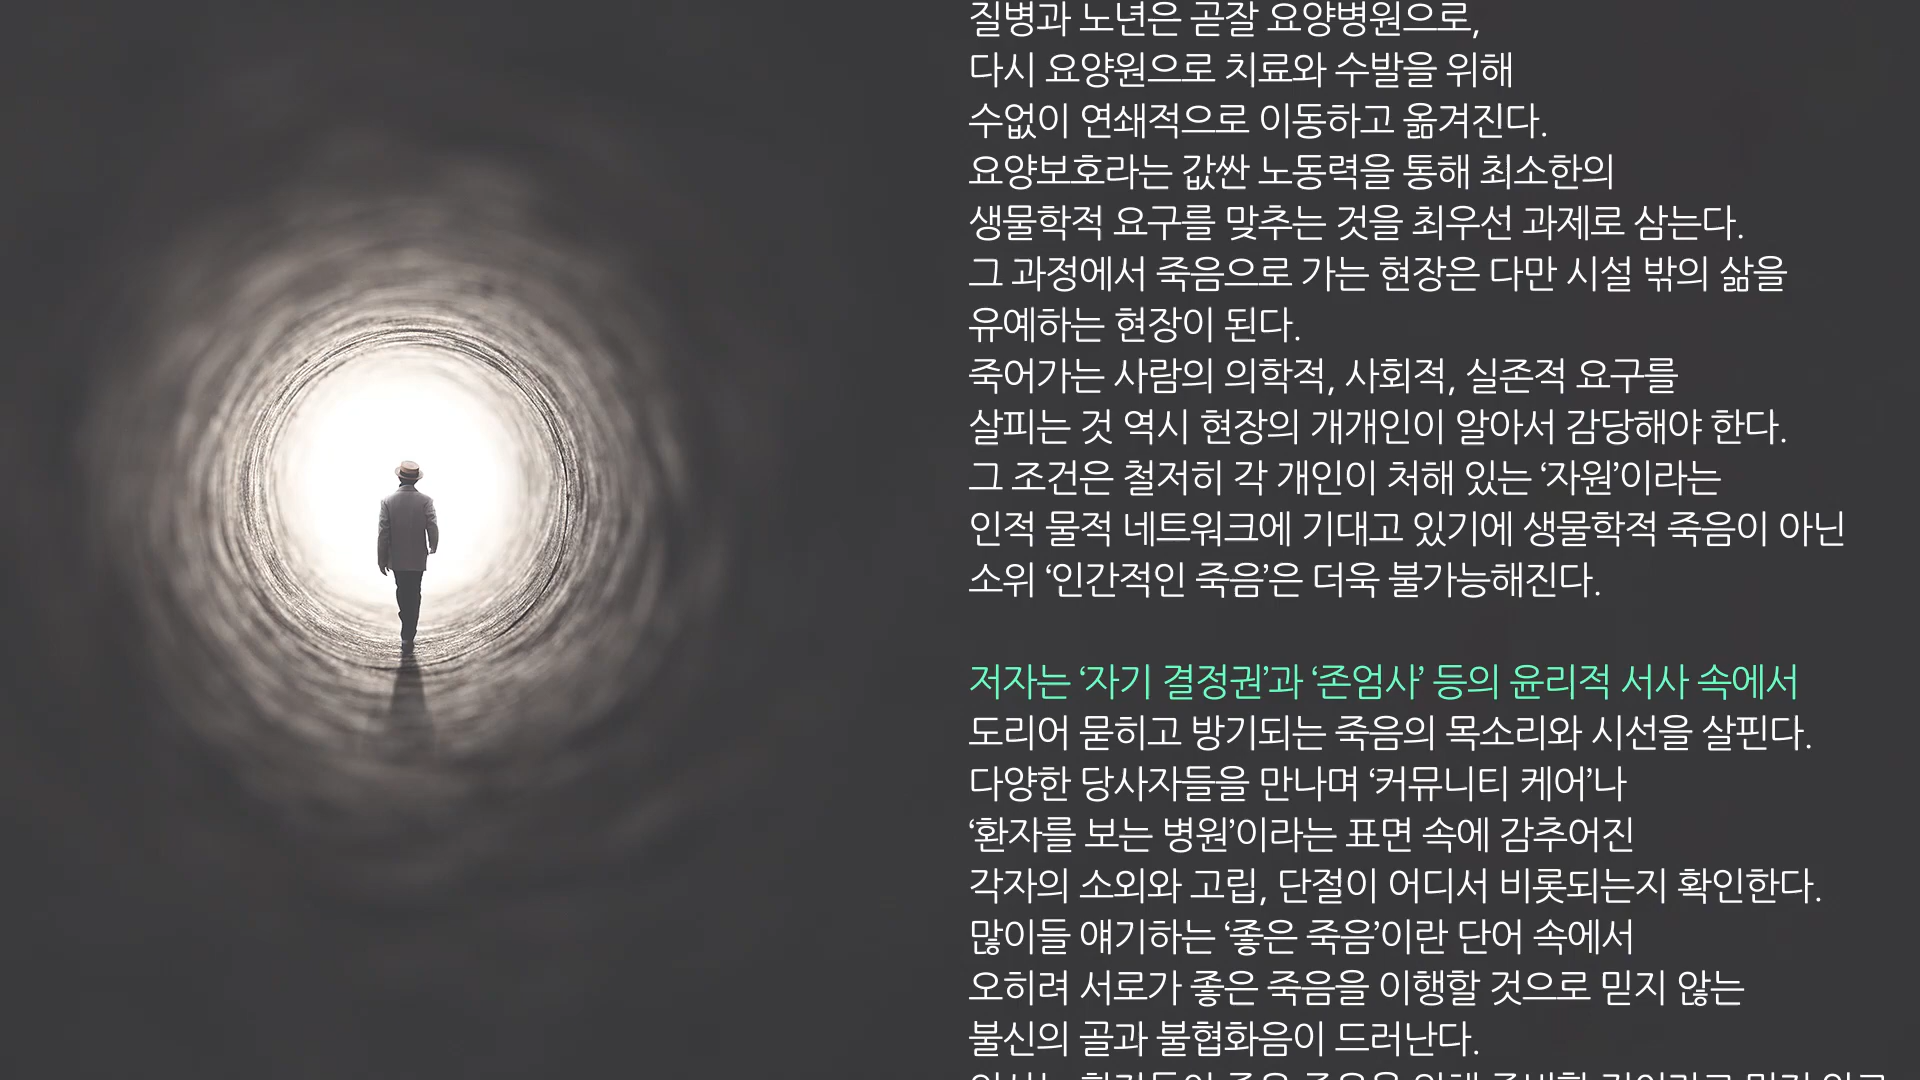 질병과 노년은 곧잘 요양병원으로,
다시 요양원으로 치료와 수발을 위해
수없이 연쇄적으로 이동하고 옮겨진다.
요양보호라는 값싼 노동력을 통해 최소한의
생물학적 요구를 맞추는 것을 최우선 과제로 삼는다.
그 과정에서 죽음으로 가는 현장은 다만 시설 밖의 삶을
유예하는 현장이 된다.
죽어가는 사람의 의학적, 사회적, 실존적 요구를
살피는 것 역시 현장의 개개인이 알아서 감당해야 한다.
그 조건은 철저히 각 개인이 처해 있는 ‘자원’이라는
인적 물적 네트워크에 기대고 있기에 생물학적 죽음이 아닌
소위 ‘인간적인 죽음’은 더욱 불가능해진다.
저자는 ‘자기 결정권’과 ‘존엄사’ 등의 윤리적 서사 속에서
도리어 묻히고 방기되는 죽음의 목소리와 시선을 살핀다.
다양한 당사자들을 만나며 ‘커뮤니티 케어’나
‘환자를 보는 병원’이라는 표면 속에 감추어진
각자의 소외와 고립, 단절이 어디서 비롯되는지 확인한다.
많이들 얘기하는 ‘좋은 죽음’이란 단어 속에서
오히려 서로가 좋은 죽음을 이행할 것으로 믿지 않는
불신의 골과 불협화음이 드러난다.